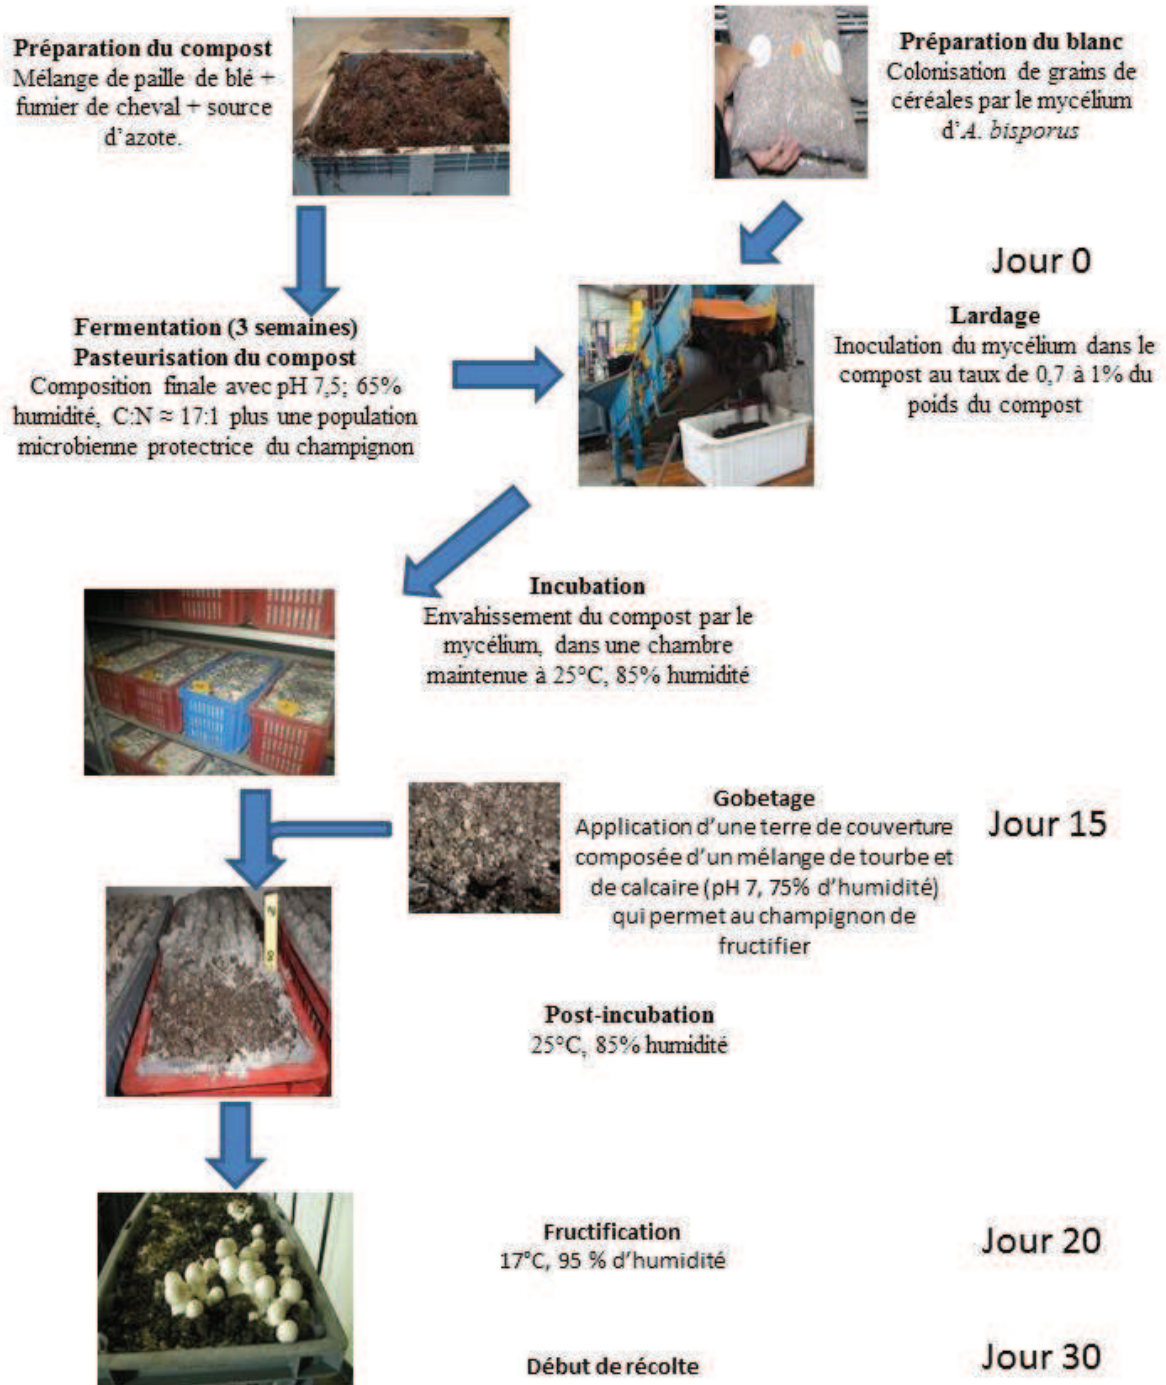 Préparation du compost
Mélange de paille de blé +
fumier de cheval + source
d'azote.
Préparation du blanc
Colonisation de grains de
céréales par le mycélium
d'A. bisporus
Jour 0
Fermentation (3 semaines)
Pasteurisation du compost
Composition finale avec pH 7,5; 65%
humidité, C:N ≈ 17:1 plus une population
microbienne protectrice du champignon
Lardage
Inoculation du mycélium dans le
compost au taux de 0,7 à 1% du
poids du compost
Incubation
Envahissement du compost par le
mycélium, dans une chambre
maintenue à 25°C, 85% humidité
Gobetage
Application d'une terre de couverture
composée d'un mélange de tourbe et
de calcaire (pH 7, 75% d'humidité)
qui permet au champignon de
fructifier
Jour 15
Post-incubation
25°C, 85% humidité
Fructification
17°C, 95 % d'humidité
Jour 20
Début de récolte
Jour 30